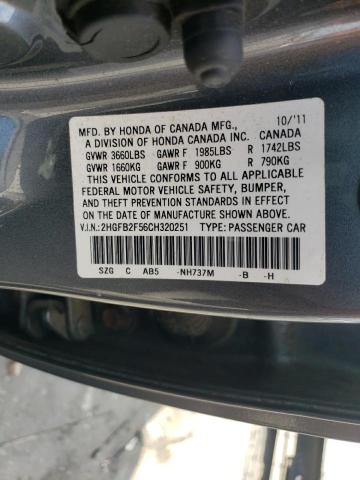 MFD. BY HONDA OF CANADA MFG., 10/'11
A DIVISION OF HONDA CANADA INC. CANADA
GVWR 3660LBS GAWR F 1985LBS R 1742LBS
GVWR 1660KG GAWR F 900KG R 790KG
THIS VEHICLE CONFORMS TO ALL APPLICABLE
FEDERAL MOTOR VEHICLE SAFETY, BUMPER,
AND THEFT PREVENTION STANDARDS IN EFFECT
ON THE DATE OF MANUFACTURE SHOWN ABOVE.
V.I.N.:2HGFB2F56CH320251 TYPE:PASSENGER CAR
SZG C AB5 -NH737M -B -H